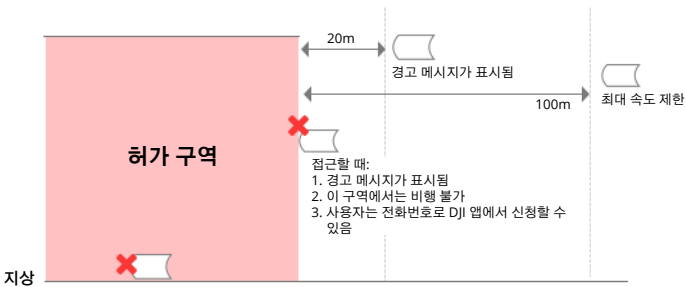 20m
경고 메시지가 표시됨
100m
최대 속도 제한
허가 구역
접근할 때:
1. 경고 메시지가 표시됨
2. 이 구역에서는 비행 불가
3. 사용자는 전화번호로 DJI 앱에서 신청할 수
있음
지상